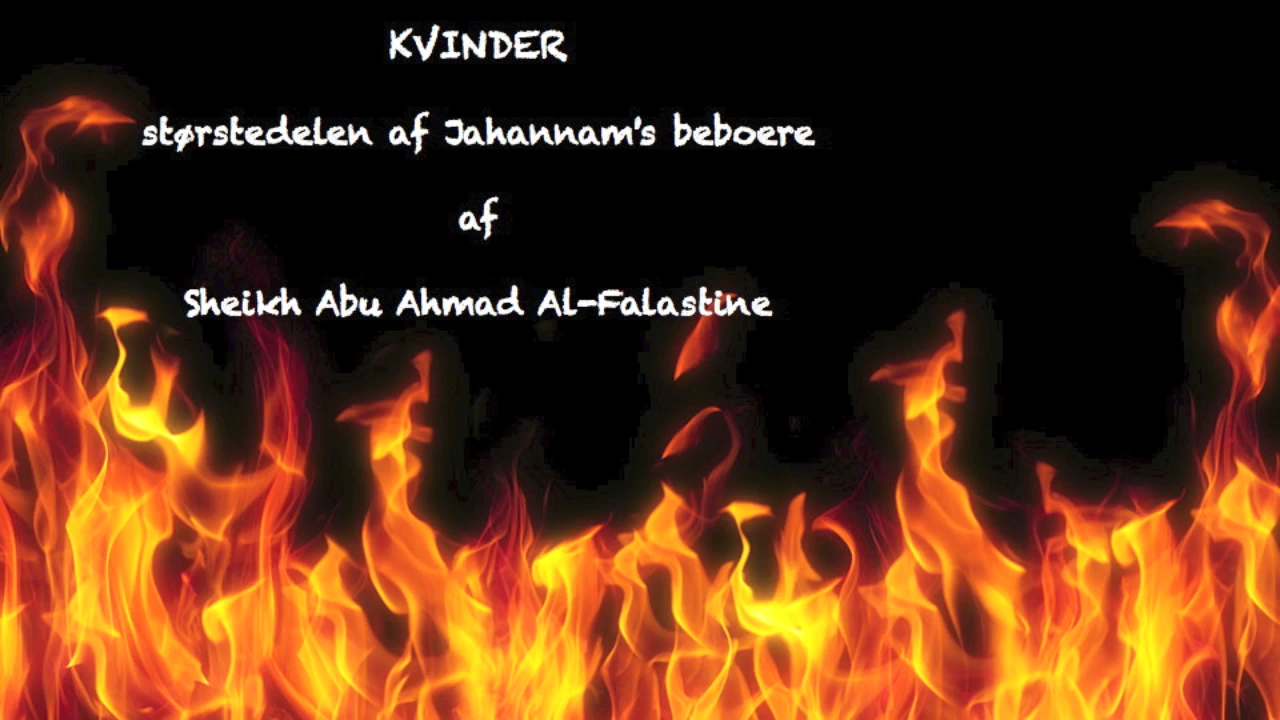 KVINDER
størstedelen af Jahannam's beboere
af
Sheikh Abu Ahmad Al-Falastine